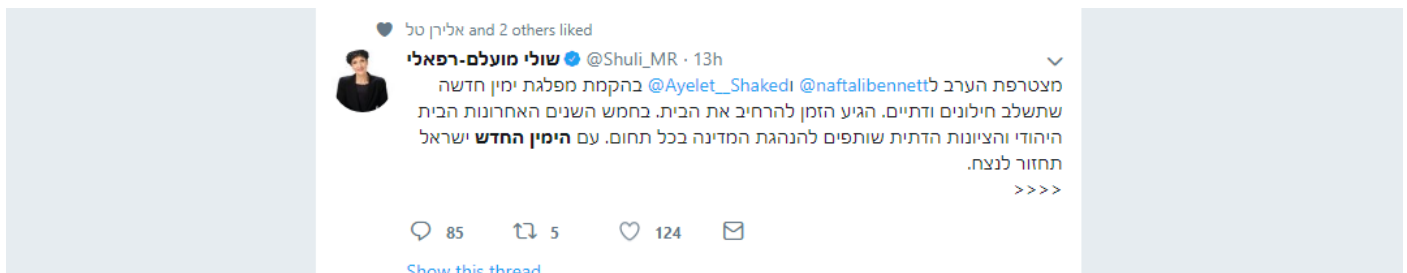 אלירן טל and 2 others liked
שולי מועלם-רפאלי @Shuli_MR · 13h
מצטרפת הערב לnaftalibennett@ וAyelet__Shaked@ בהקמת מפלגת ימין חדשה
שתשלב חילונים ודתיים. הגיע הזמן להרחיב את הבית. בחמש השנים האחרונות הבית
היהודי והציונות הדתית שותפים להנהגת המדינה בכל תחום. עם הימין החדש ישראל
תחזור לנצח.
>>>>
85 5 124
Show this thread